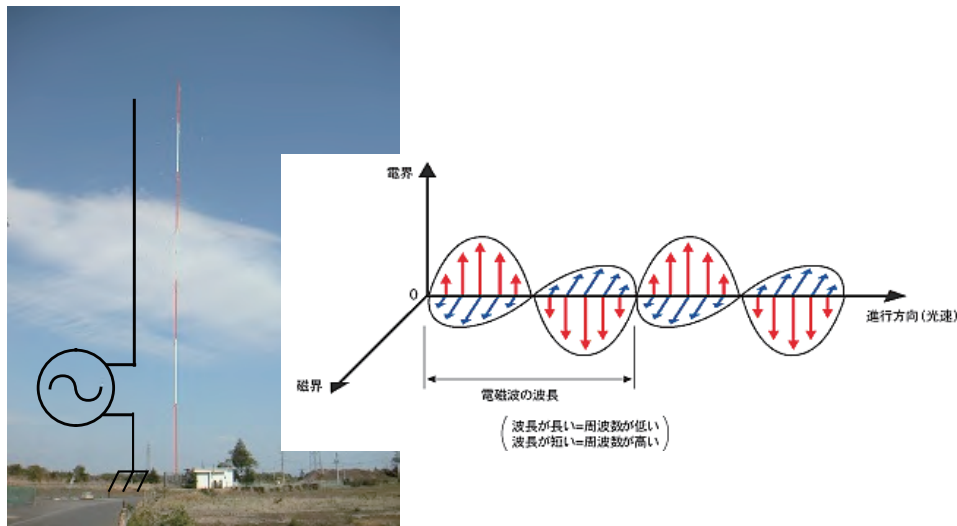 電界
0
進行方向(光速)
磁界
電磁波の波長
波長が長い=周波数が低い
波長が短い=周波数が高い